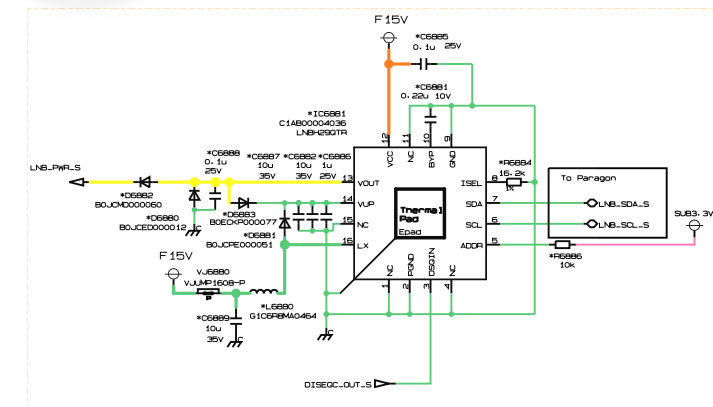 F15V
*C6885
0.1u 25V
*C6881
0.22u 10V
*IC6881
C1AB00004036
LNBH29QTR
12
VCC
11
NC
10
BYP
9
GND
LNB_PWR_S
*C6888
0.1u
25V
*C6887
10u
35V
*C6882
10u
35V
*C6886
1u
25V
*D6882
B0JCMD000060
*D6880
B0JCED000012
*D6883
B0ECKP000077
*D6881
B0JCPE000051
13 VOUT
14 VUP
15 NC
16 LX
Thermal
Pad
Epad
ISEL 8
SDA 7
SCL 6
ADDR 5
*R6884
16.2k
1%
To Paragon
LNB_SDA_S
LNB_SCL_S
SUB3.3V
*R6886
10k
F15V
VJ6880
VJUMP1608-P
P
*L6880
G1C6R8MA0464
*C6889
10u
35V
C
C
C
NC
1
PGND
2
DSQIN
3
NC
4
DISEQC_OUT_S